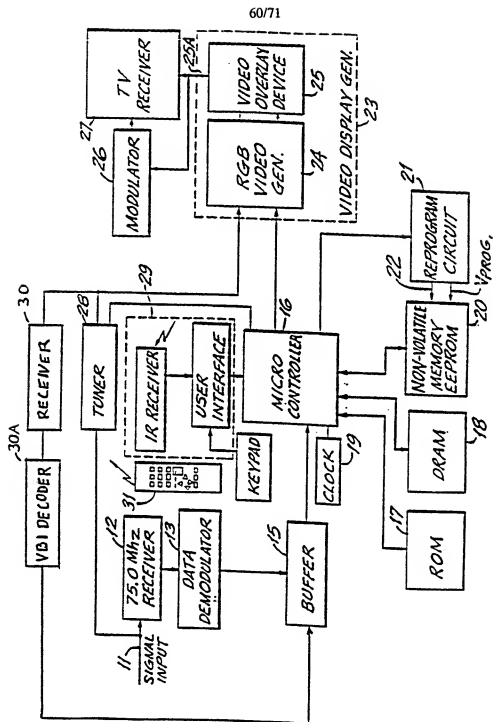 60/71
27
TV
RECEIVER
25A
26
MODULATOR
VIDEO
OVERLAY
DEVICE
25
RGB
VIDEO
GEN.
24
VIDEO DISPLAY GEN.
23
30
RECEIVER
28
TUNER
29
IR RECEIVER
USER
INTERFACE
16
MICRO
CONTROLLER
21
REPROGRAM
CIRCUIT
22
VPROG.
NON-VOLATILE
MEMORY
EEPROM
20
30A
VBI DECODER
31
KEYPAD
CLOCK
19
DRAM
18
12
75.0 Mhz
RECEIVER
13
DATA
DEMODULATOR
15
BUFFER
17
ROM
11
SIGNAL
INPUT